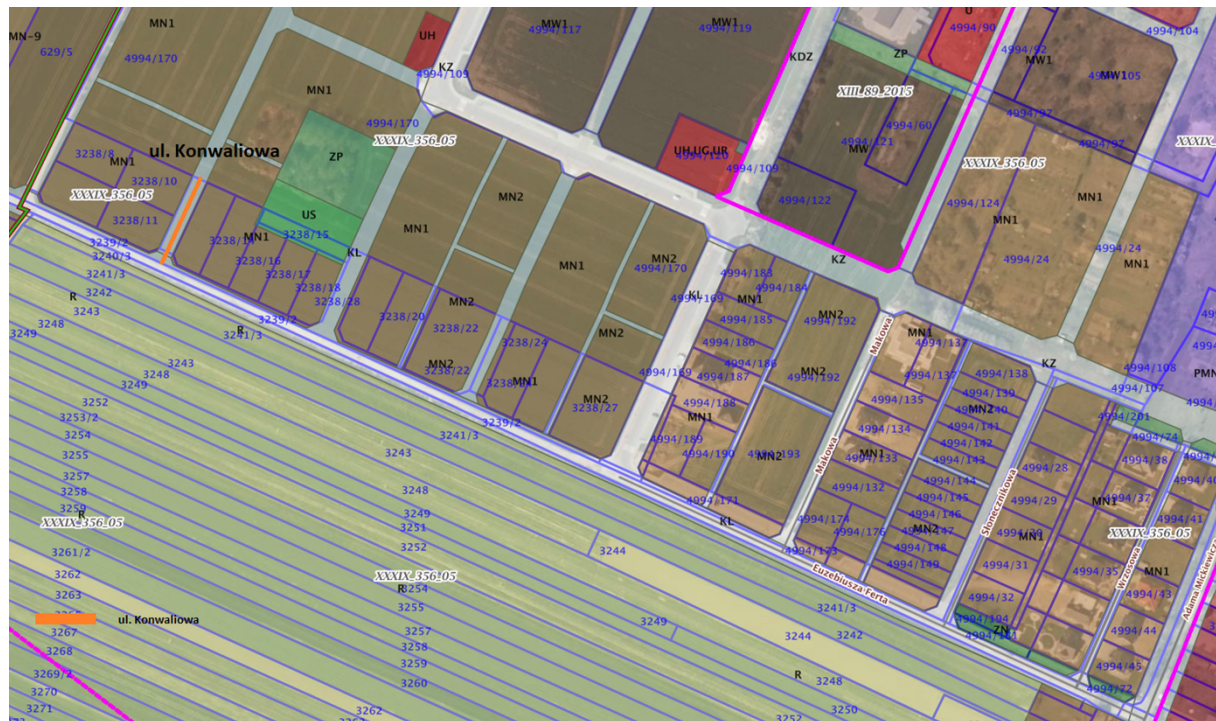 MN1
MW1
MW1
U
4994/90
4994/104
MN-9
UH
4994/117
4994/119
4994/92
629/5
4994/170
KZ
KDZ
ZP
MW1
MW1
4994/109
XIII_89_2015
MN1
4994/170
4994/60
4994/97
XXXIX_356_05
4994/121
4994/97
ul. Konwaliowa
UH,UG,UR
MW
3238/8
ZP
4994/120
XXXIX_356_05
MN1
4994/109
3238/10
XXXIX_356_05
MN2
MN1
4994/122
4994/124
3238/11
US
MN1
MN1
3239/2
MN1
3238/15
4994/24
3240/3
KL
MN2
KZ
4994/24
3238/16
MN1
4994/170
MN1
3241/3
3238/17
4994/183
3242
R
3238/18
4994/184
3243
3238/28
MN2
KL
4994/169
MN1
3248
3239/2
3238/20
4994/185
4994/192
Makowa
3249
R
3241/3
3238/22
MN2
4994/186
MN1
3238/24
4994/186
KZ
3243
MN2
3238/22
4994/169
4994/187
MN2
4994/192
4994/138
4994/108
PMN
3248
MN1
4994/139
4994/107
3249
MN2
4994/188
4994/135
MN2
3252
3238/27
MN1
4994/141
4994/201
3253/2
3239/2
4994/134
4994/142
4994/74
3254
3241/3
4994/189
Makowa
MN1
4994/143
3243
4994/190
4994/193
4994/133
4994/28
4994/38
3255
MN2
4994/144
3257
4994/132
4994/145
3258
3248
4994/171
4994/29
MN1
4994/37
3259
3249
4994/146
Słonecznikowa
R
KL
4994/174
4994/41
XXXIX_356_05
3251
4994/176
MN2
4994/147
MN1
XXXIX_356_05
3252
3244
4994/173
4994/148
3261/2
4994/149
4994/31
4994/35
MN1
3262
XXXIX_356_05
Euzebiusza Ferta
Wrzosowa
3263
R
3254
4994/32
4994/43
Adama Mickiewicza
3255
3241/3
ul. Konwaliowa
3249
4994/194
3267
3257
3244
3242
ZN
4994/44
3268
3258
3269/2
3259
R
3248
4994/45
3270
3260
4994/72
3271
3262
3250
3252